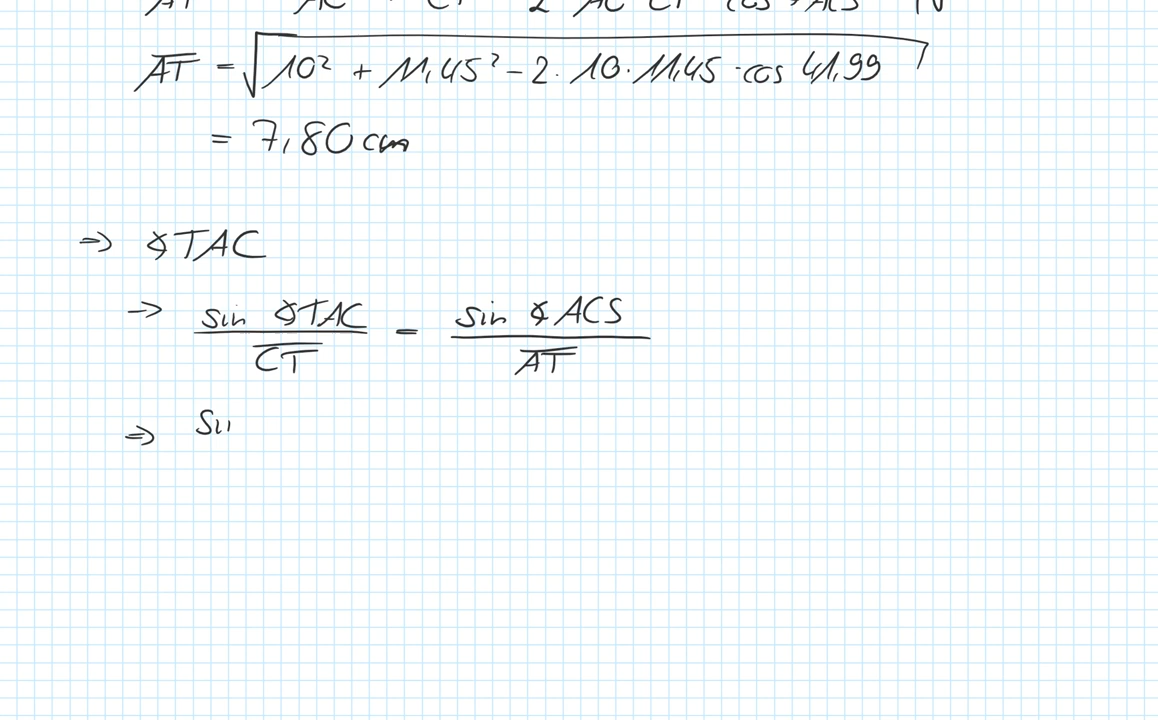 AT = √(10² + 11,45² - 2 · 10 · 11,45 · cos 41,99)
= 7,80 cm
⇒ ∢TAC
→ sin ∢TAC / CT = sin ∢ACS / AT
⇒